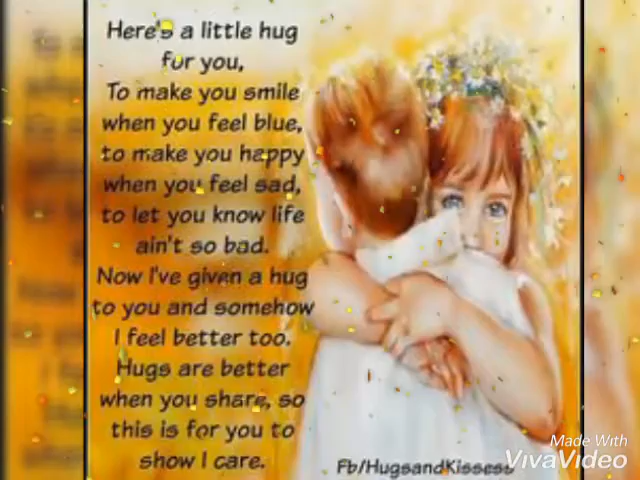 Here's a little hug
for you,
To make you smile
when you feel blue,
to make you happy
when you feel sad,
to let you know life
ain't so bad.
Now I've given a hug
to you and somehow
I feel better too.
Hugs are better
when you share, so
this is for you to
show I care.
Fb/HugsandKissess
Made With
VivaVideo